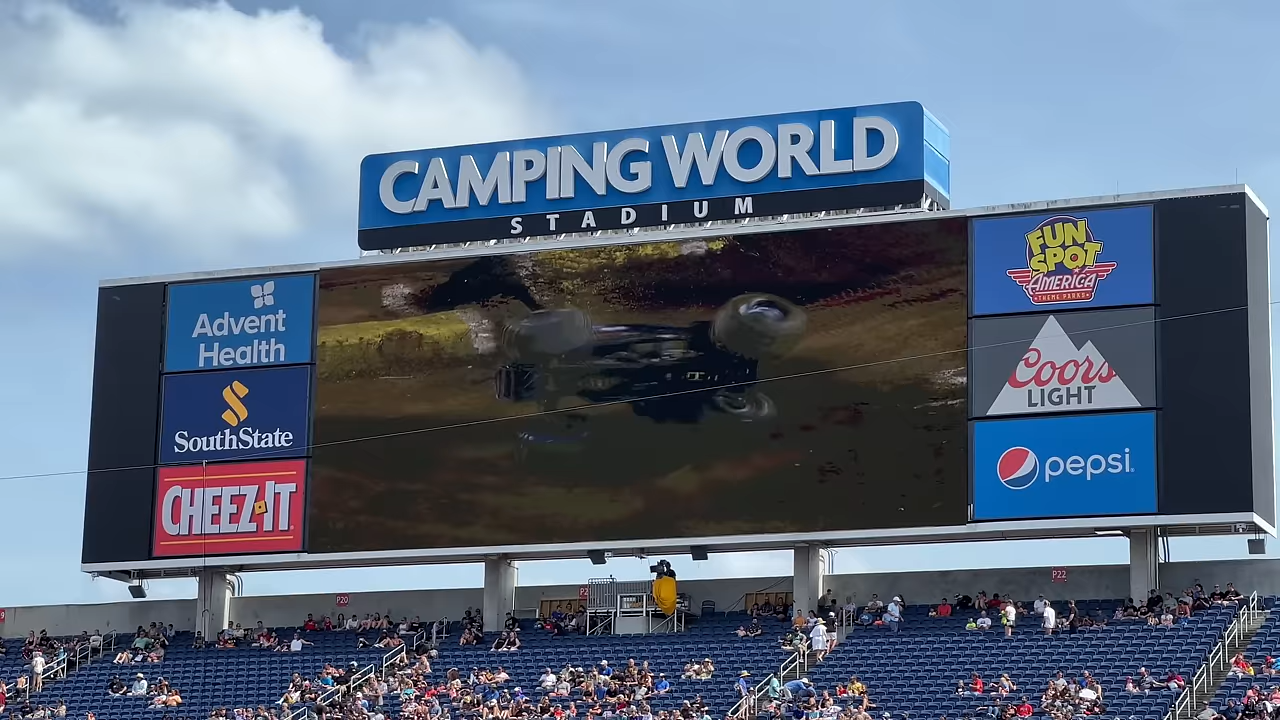 CAMPING WORLD
STADIUM
Advent
Health
SouthState
CHEEZ-IT
FUN
SPOT
America
THEME PARKS
Coors
LIGHT
pepsi
P20
P22